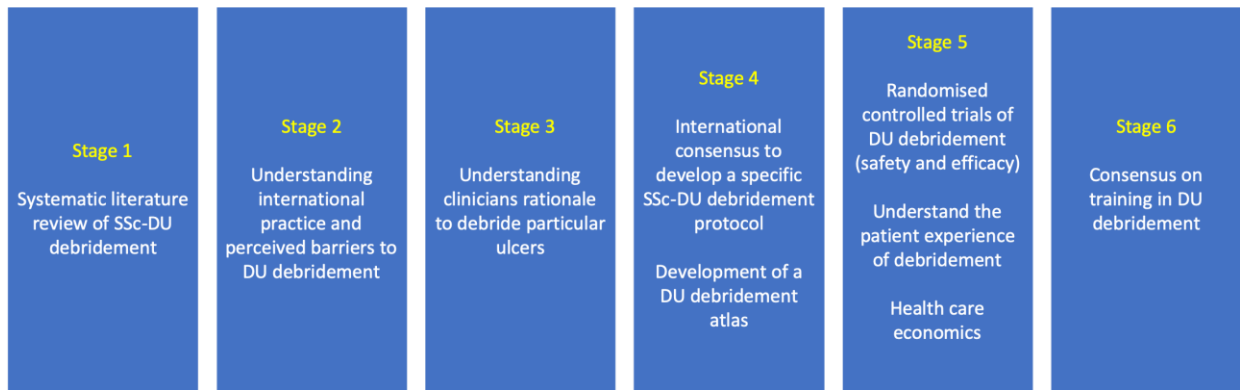 Stage 1
Systematic literature
review of SSc-DU
debridement
Stage 2
Understanding
international
practice and
perceived barriers to
DU debridement
Stage 3
Understanding
clinicians rationale
to debride particular
ulcers
Stage 4
International
consensus to
develop a specific
SSc-DU debridement
protocol
Development of a
DU debridement
atlas
Stage 5
Randomised
controlled trials of
DU debridement
(safety and efficacy)
Understand the
patient experience
of debridement
Health care
economics
Stage 6
Consensus on
training in DU
debridement